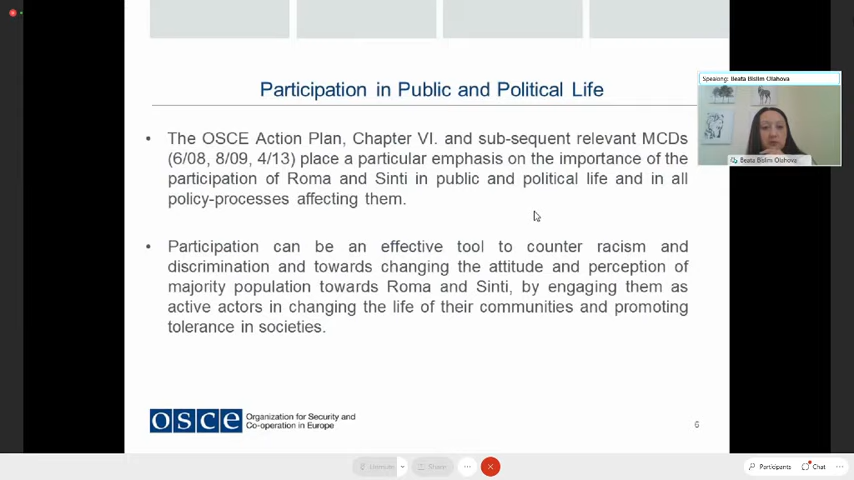 Participation in Public and Political Life
Speaking: Beata Bislim Olahova
• The OSCE Action Plan, Chapter VI. and sub-sequent relevant MCDs
(6/08, 8/09, 4/13) place a particular emphasis on the importance of the
participation of Roma and Sinti in public and political life and in all
policy-processes affecting them.
Beata Bislim Olahova
• Participation can be an effective tool to counter racism and
discrimination and towards changing the attitude and perception of
majority population towards Roma and Sinti, by engaging them as
active actors in changing the life of their communities and promoting
tolerance in societies.
osce Organization for Security and
Co-operation in Europe
6
Unmute
Share
Participants
Chat